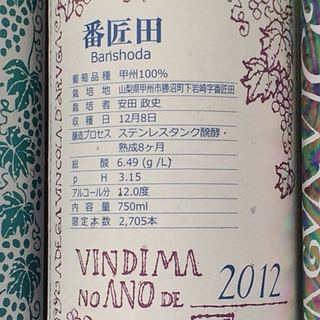 番匠田
Banshoda
葡萄品種 甲州100%
栽培地 山梨県甲州市勝沼町下岩崎字番匠田
栽培者 安田 政史
収穫日 12月8日
醸造プロセス ステンレスタンク醗酵・
熟成8ヶ月
総酸 6.49 (g /L)
pH 3.15
アルコール分 12.0度
内容量 750ml
限定本数 2,705本
VINDIMA
NO ANO DE 2012